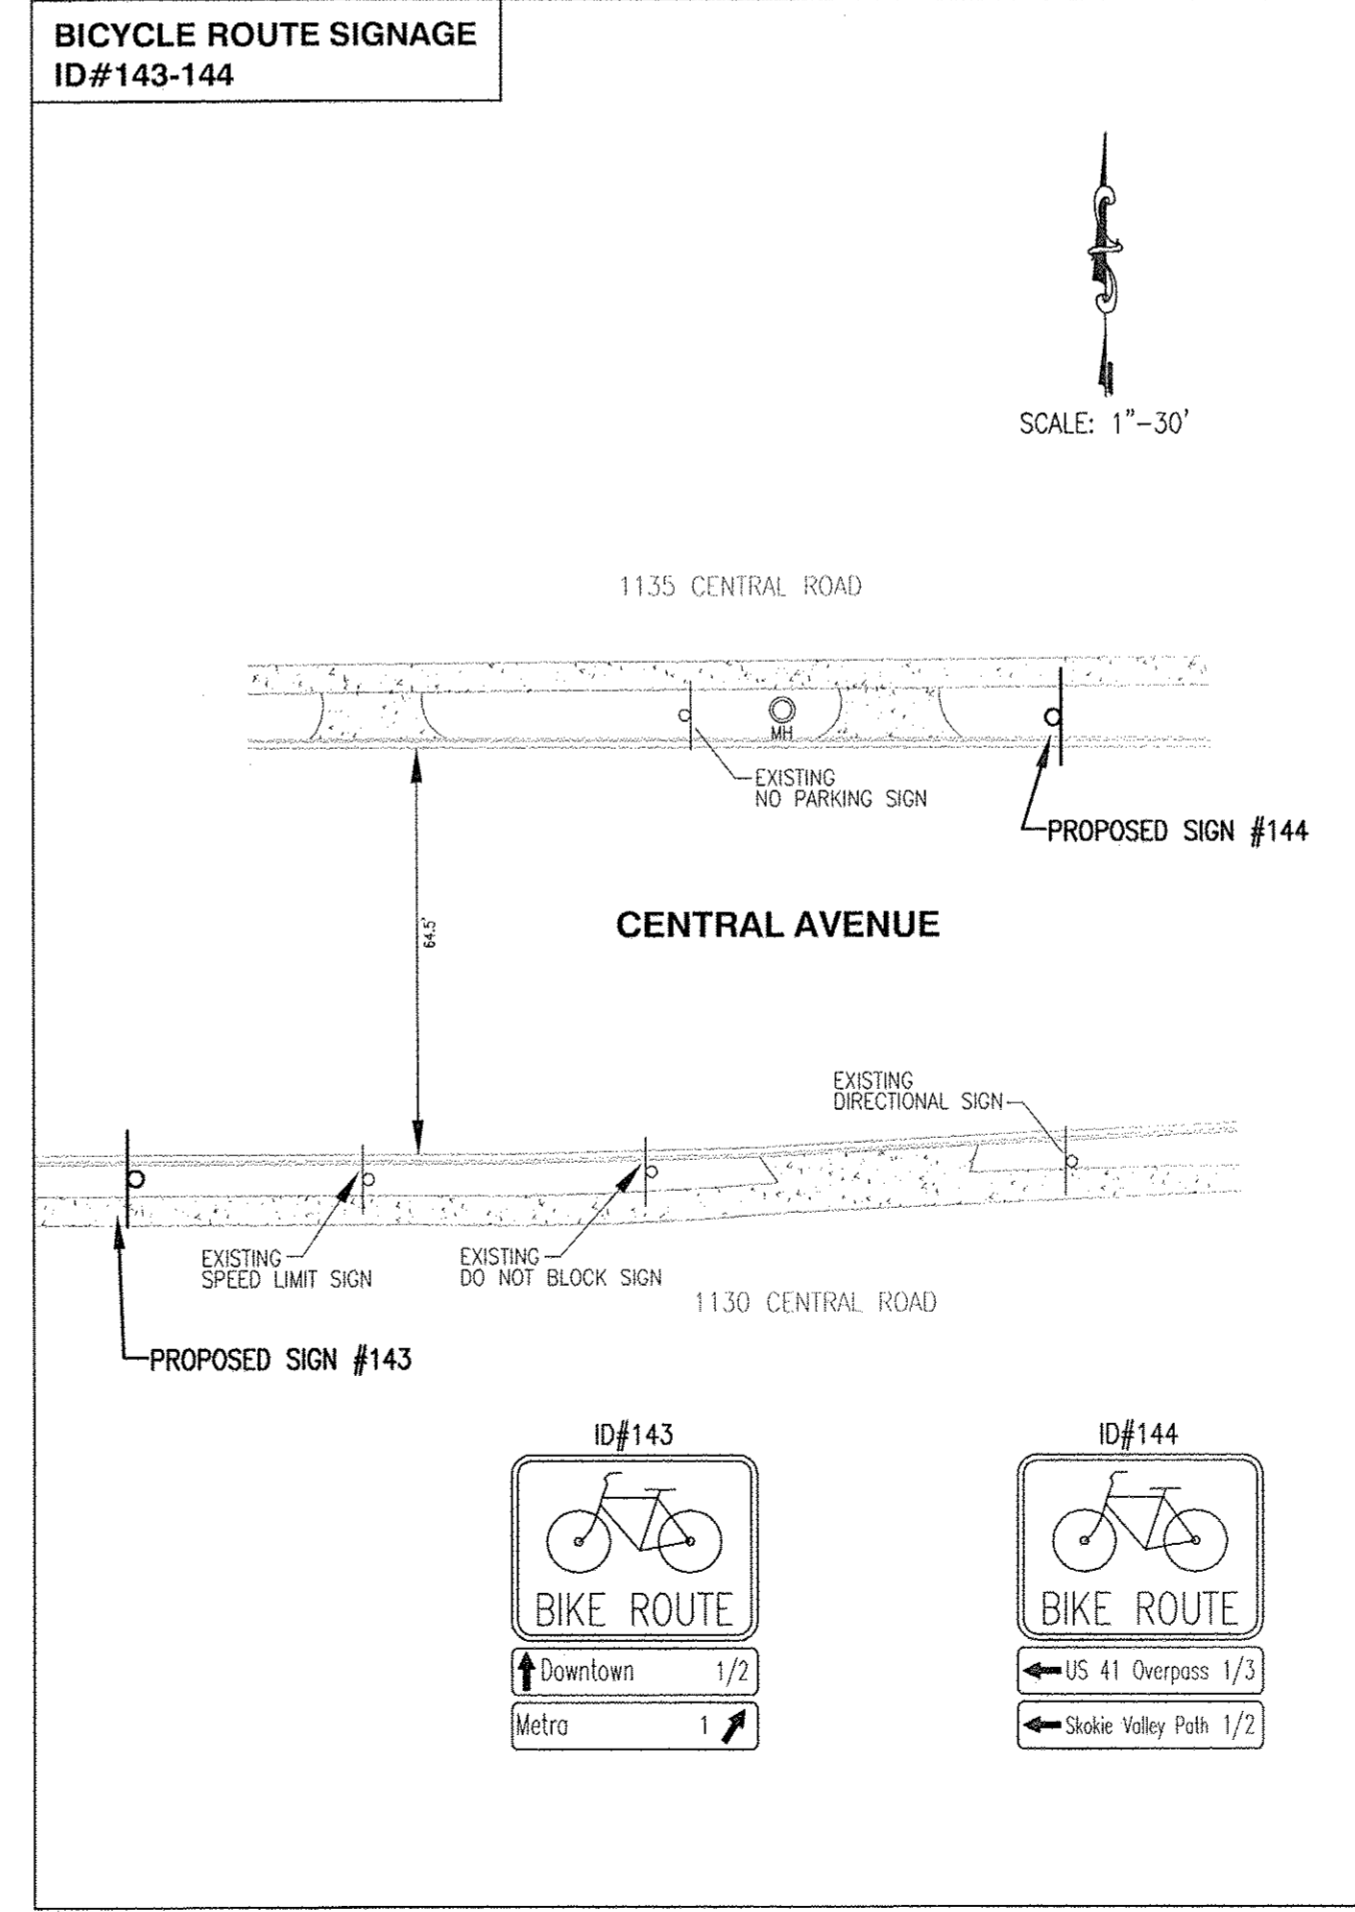 BICYCLE ROUTE SIGNAGE
ID#143-144
SCALE: 1"-30'
1135 CENTRAL ROAD
MH
EXISTING
NO PARKING SIGN
PROPOSED SIGN #144
CENTRAL AVENUE
64.5'
EXISTING
DIRECTIONAL SIGN
EXISTING
SPEED LIMIT SIGN
EXISTING
DO NOT BLOCK SIGN
1130 CENTRAL ROAD
PROPOSED SIGN #143
ID#143
BIKE ROUTE
Downtown 1/2
Metra 1
ID#144
BIKE ROUTE
US 41 Overpass 1/3
Skokie Valley Path 1/2